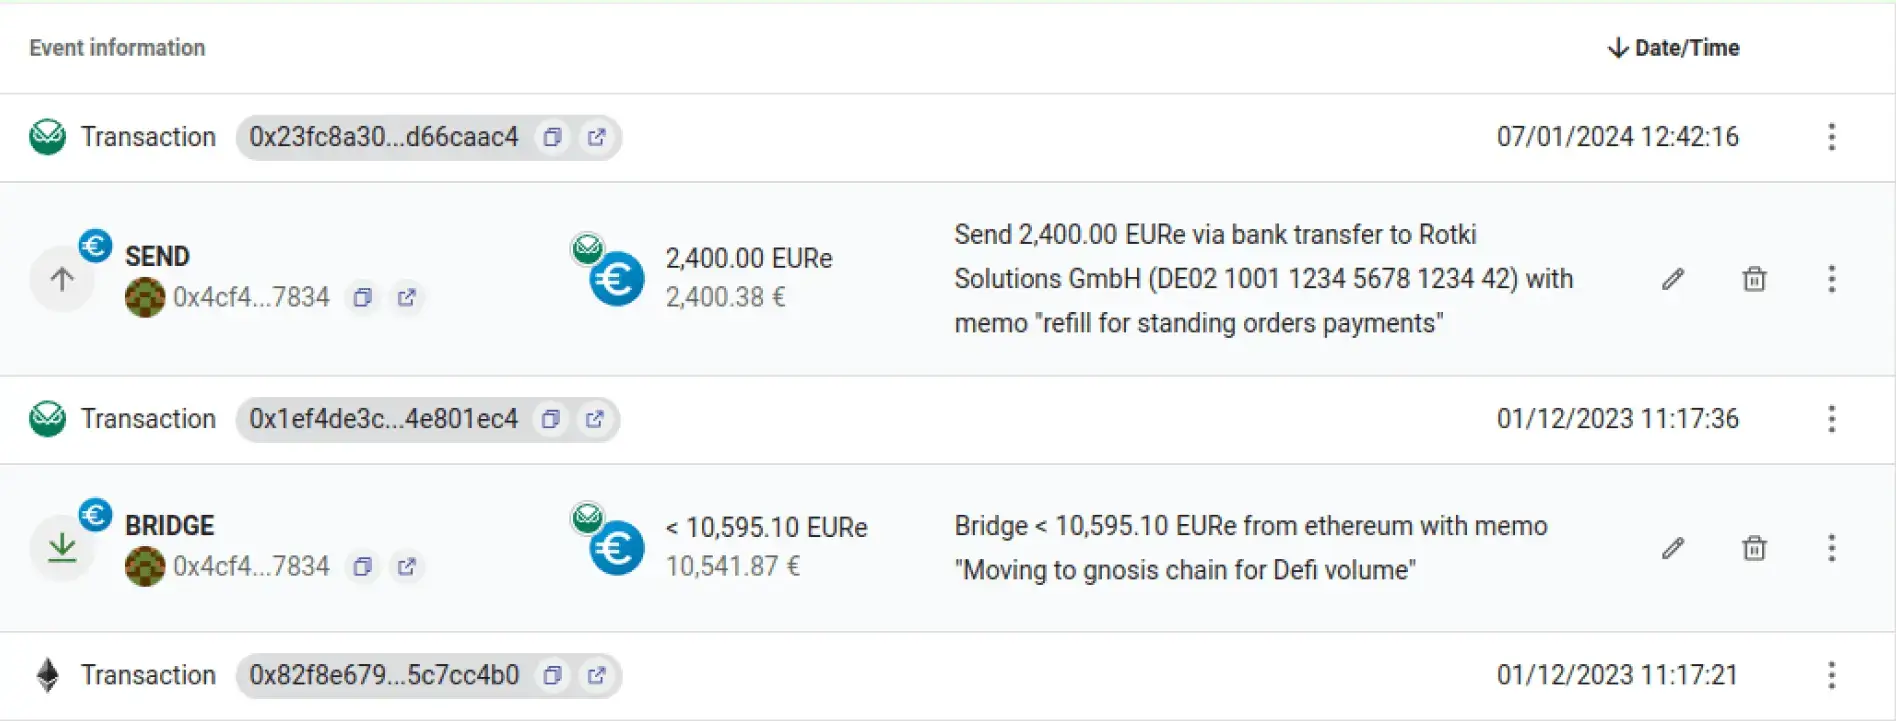 Event information
Date/Time
Transaction 0x23fc8a30...d66caac4 07/01/2024 12:42:16
SEND
0x4cf4...7834
2,400.00 EURe
2,400.38 €
Send 2,400.00 EURe via bank transfer to Rotki
Solutions GmbH (DE02 1001 1234 5678 1234 42) with
memo "refill for standing orders payments"
Transaction 0x1ef4de3c...4e801ec4 01/12/2023 11:17:36
BRIDGE
0x4cf4...7834
< 10,595.10 EURe
10,541.87 €
Bridge < 10,595.10 EURe from ethereum with memo
"Moving to gnosis chain for Defi volume"
Transaction 0x82f8e679...5c7cc4b0 01/12/2023 11:17:21